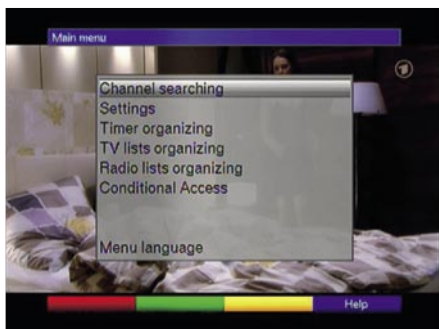 Main menu
Channel searching
Settings
Timer organizing
TV lists organizing
Radio lists organizing
Conditional Access
Menu language
Help